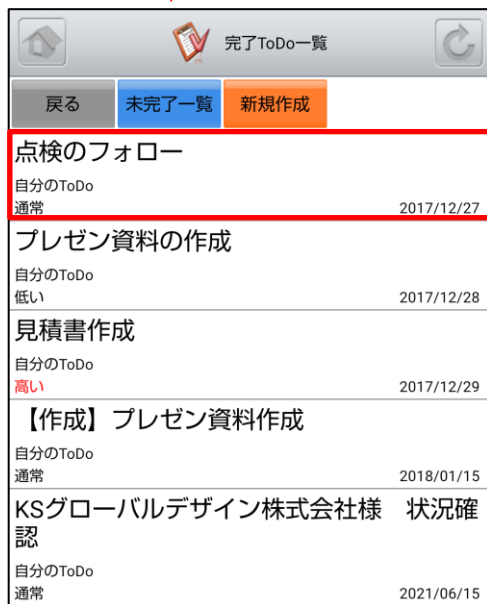 完了ToDo一覧
戻る 未完了一覧 新規作成
点検のフォロー
自分のToDo
通常 2017/12/27
プレゼン資料の作成
自分のToDo
低い 2017/12/28
見積書作成
自分のToDo
高い 2017/12/29
【作成】プレゼン資料作成
自分のToDo
通常 2018/01/15
KSグローバルデザイン株式会社様　状況確
認
自分のToDo
通常 2021/06/15